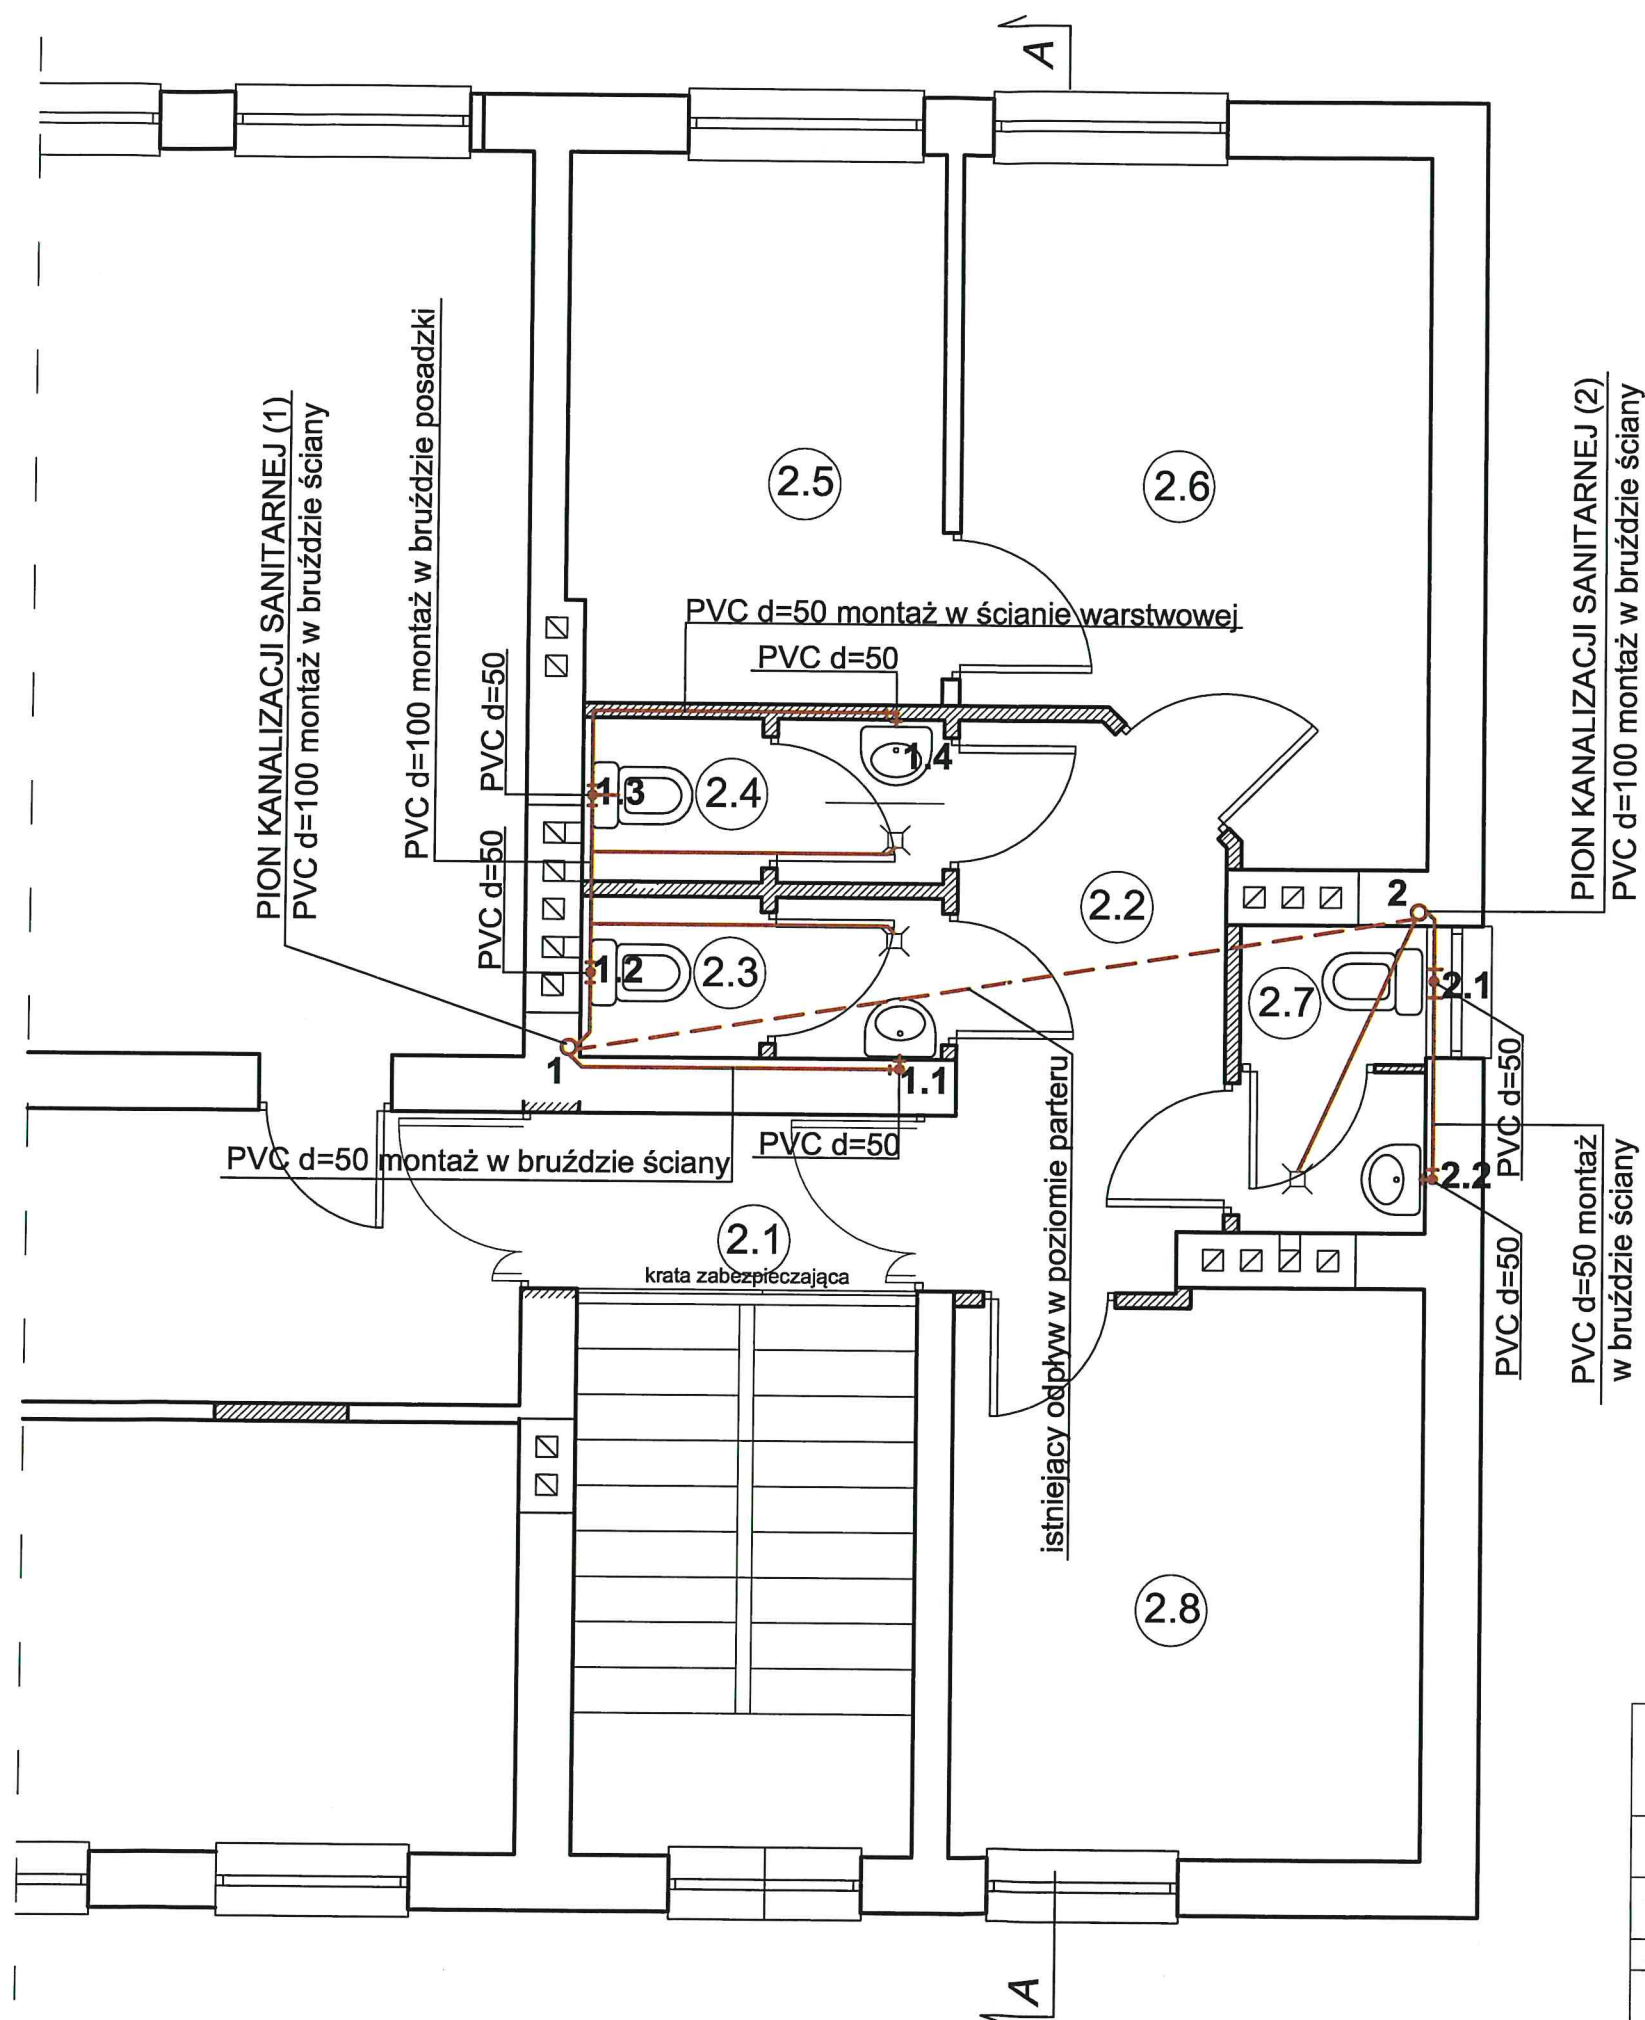 A
PION KANALIZACJI SANITARNEJ (1)
PVC d=100 montaż w bruździe ściany
PVC d=100 montaż w bruździe posadzki
PVC d=50
PVC d=50
2.5
2.6
PION KANALIZACJI SANITARNEJ (2)
PVC d=100 montaż w bruździe ściany
PVC d=50 montaż w ścianie warstwowej
PVC d=50
1.4
1.3
2.4
2.2
2
1.2
2.3
2.7
2.1
1
1.1
PVC d=50
PVC d=50 montaż w bruździe ściany
PVC d=50
2.2
PVC d=50
PVC d=50 montaż
w bruździe ściany
2.1
krata zabezpieczająca
istniejący odpływ w poziomie parteru
2.8
A